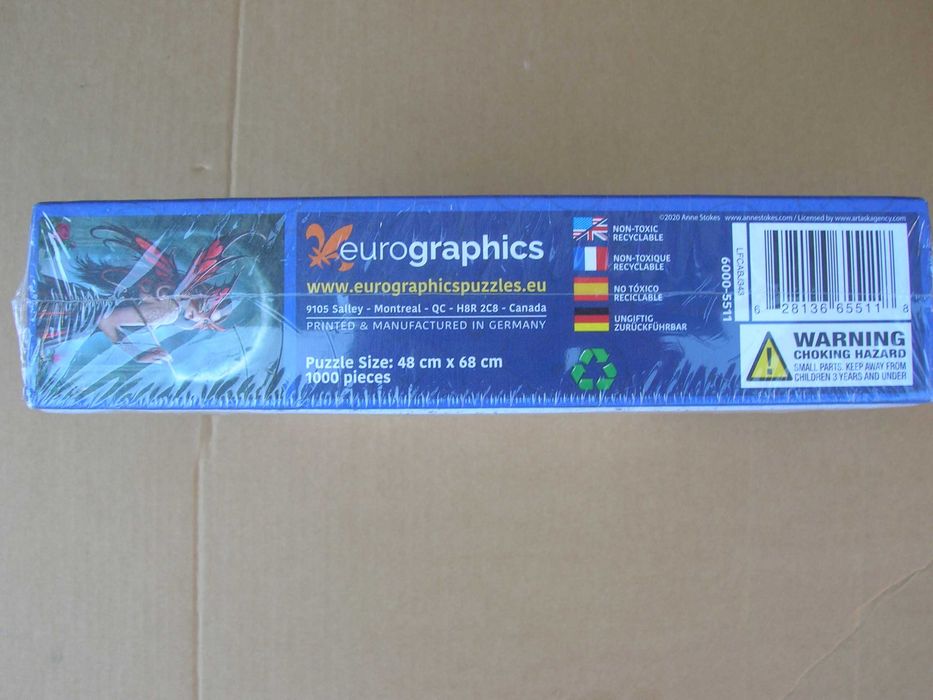 ©2020 Anne Stokes www.annestokes.com / Licensed by www.artaskagency.com
eurographics
www.eurographicspuzzles.eu
9105 Salley - Montreal - QC - H8R 2C8 - Canada
PRINTED & MANUFACTURED IN GERMANY
Puzzle Size: 48 cm x 68 cm
1000 pieces
NON-TOXIC
RECYCLABLE
NON-TOXIQUE
RECYCLABLE
NO TÓXICO
RECICLABLE
UNGIFTIG
ZURÜCKFÜHRBAR
6000-5511
6 28136 65511 8
WARNING
CHOKING HAZARD
SMALL PARTS. KEEP AWAY FROM
CHILDREN 3 YEARS AND UNDER